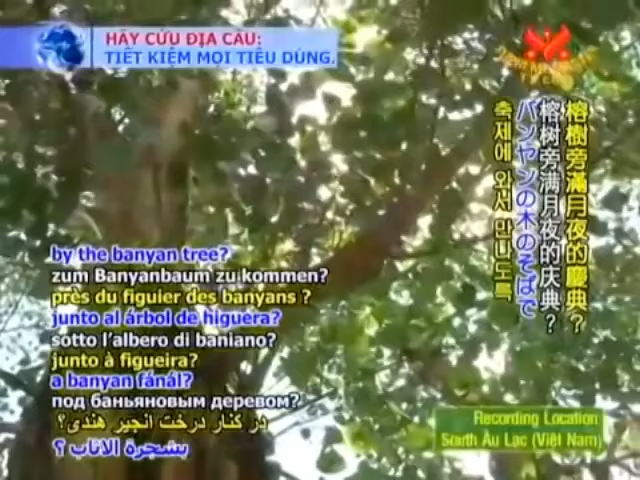 HÃY CỨU ĐỊA CẦU:
TIẾT KIỆM MỌI TIÊU DÙNG.
榕樹旁滿月夜的慶典？
榕树旁满月夜的庆典？
バンヤンの木のそばで
축제에 와서 만나도록
by the banyan tree?
zum Banyanbaum zu kommen?
près du figuier des banyans ?
junto al árbol de higuera?
sotto l'albero di baniano?
junto à figueira?
a banyan fánál?
под баньяновым деревом?
در کنار درخت انجیر هندی؟
بشجرة الاثاب ؟
Recording Location
South Âu Lạc (Việt Nam)